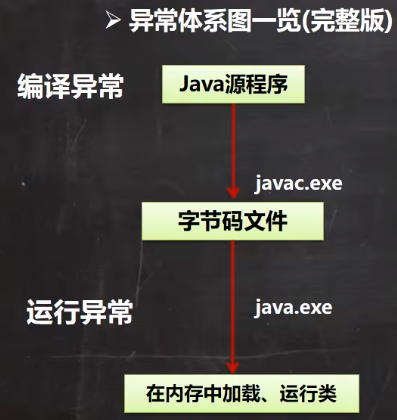 ➢ 异常体系图一览(完整版)
编译异常
Java源程序
javac.exe
字节码文件
运行异常
java.exe
在内存中加载、运行类